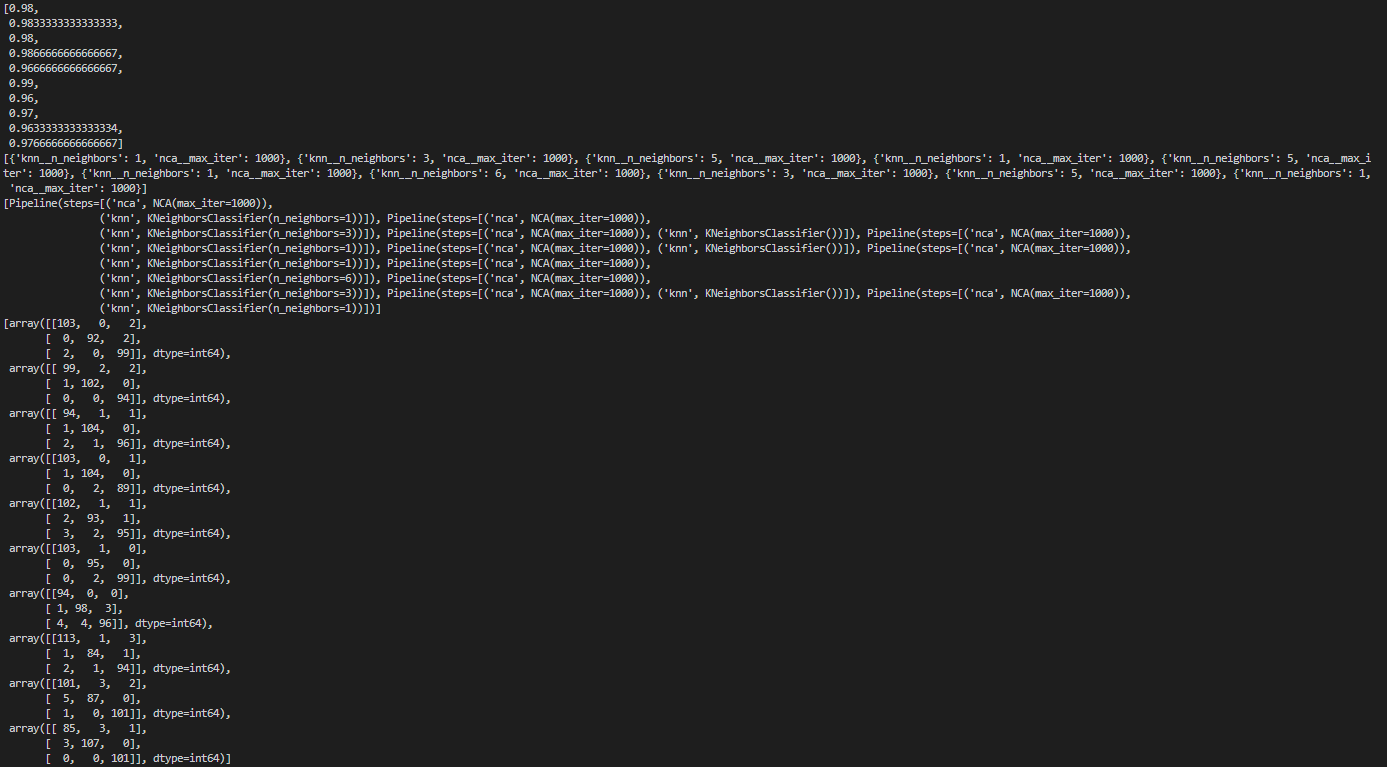 [0.98,
 0.9833333333333333,
 0.98,
 0.9866666666666667,
 0.9666666666666667,
 0.99,
 0.96,
 0.97,
 0.9633333333333334,
 0.9766666666666667]
[{'knn__n_neighbors': 1, 'nca__max_iter': 1000}, {'knn__n_neighbors': 3, 'nca__max_iter': 1000}, {'knn__n_neighbors': 5, 'nca__max_iter': 1000}, {'knn__n_neighbors': 1, 'nca__max_iter': 1000}, {'knn__n_neighbors': 5, 'nca__max_i
ter': 1000}, {'knn__n_neighbors': 1, 'nca__max_iter': 1000}, {'knn__n_neighbors': 6, 'nca__max_iter': 1000}, {'knn__n_neighbors': 3, 'nca__max_iter': 1000}, {'knn__n_neighbors': 5, 'nca__max_iter': 1000}, {'knn__n_neighbors': 1,
 'nca__max_iter': 1000}]
[Pipeline(steps=[('nca', NCA(max_iter=1000)),
                ('knn', KNeighborsClassifier(n_neighbors=1))]), Pipeline(steps=[('nca', NCA(max_iter=1000)),
                ('knn', KNeighborsClassifier(n_neighbors=3))]), Pipeline(steps=[('nca', NCA(max_iter=1000)), ('knn', KNeighborsClassifier())]), Pipeline(steps=[('nca', NCA(max_iter=1000)),
                ('knn', KNeighborsClassifier(n_neighbors=1))]), Pipeline(steps=[('nca', NCA(max_iter=1000)), ('knn', KNeighborsClassifier())]), Pipeline(steps=[('nca', NCA(max_iter=1000)),
                ('knn', KNeighborsClassifier(n_neighbors=1))]), Pipeline(steps=[('nca', NCA(max_iter=1000)),
                ('knn', KNeighborsClassifier(n_neighbors=6))]), Pipeline(steps=[('nca', NCA(max_iter=1000)),
                ('knn', KNeighborsClassifier(n_neighbors=3))]), Pipeline(steps=[('nca', NCA(max_iter=1000)), ('knn', KNeighborsClassifier())]), Pipeline(steps=[('nca', NCA(max_iter=1000)),
                ('knn', KNeighborsClassifier(n_neighbors=1))])]
[array([[103,   0,   2],
       [  0,  92,   2],
       [  2,   0,  99]], dtype=int64),
 array([[ 99,   2,   2],
       [  1, 102,   0],
       [  0,   0,  94]], dtype=int64),
 array([[ 94,   1,   1],
       [  1, 104,   0],
       [  2,   1,  96]], dtype=int64),
 array([[103,   0,   1],
       [  1, 104,   0],
       [  0,   2,  89]], dtype=int64),
 array([[102,   1,   1],
       [  2,  93,   1],
       [  3,   2,  95]], dtype=int64),
 array([[103,   1,   0],
       [  0,  95,   0],
       [  0,   2,  99]], dtype=int64),
 array([[94,  0,  0],
       [ 1, 98,  3],
       [ 4,  4, 96]], dtype=int64),
 array([[113,   1,   3],
       [  1,  84,   1],
       [  2,   1,  94]], dtype=int64),
 array([[101,   3,   2],
       [  5,  87,   0],
       [  1,   0, 101]], dtype=int64),
 array([[ 85,   3,   1],
       [  3, 107,   0],
       [  0,   0, 101]], dtype=int64)]